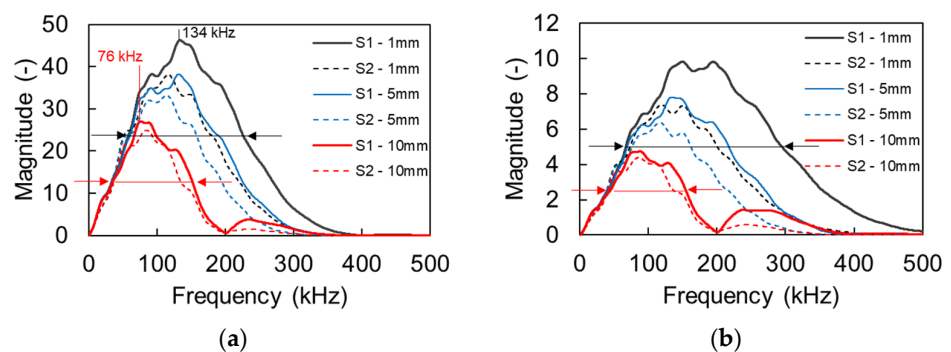 50
40
30
20
10
0
Magnitude (-)
134 kHz
76 kHz
S1 - 1mm
S2 - 1mm
S1 - 5mm
S2 - 5mm
S1 - 10mm
S2 - 10mm
0 100 200 300 400 500
Frequency (kHz)
(a)
12
10
8
6
4
2
0
Magnitude (-)
S1 - 1mm
S2 - 1mm
S1 - 5mm
S2 - 5mm
S1 - 10mm
S2 - 10mm
0 100 200 300 400 500
Frequency (kHz)
(b)